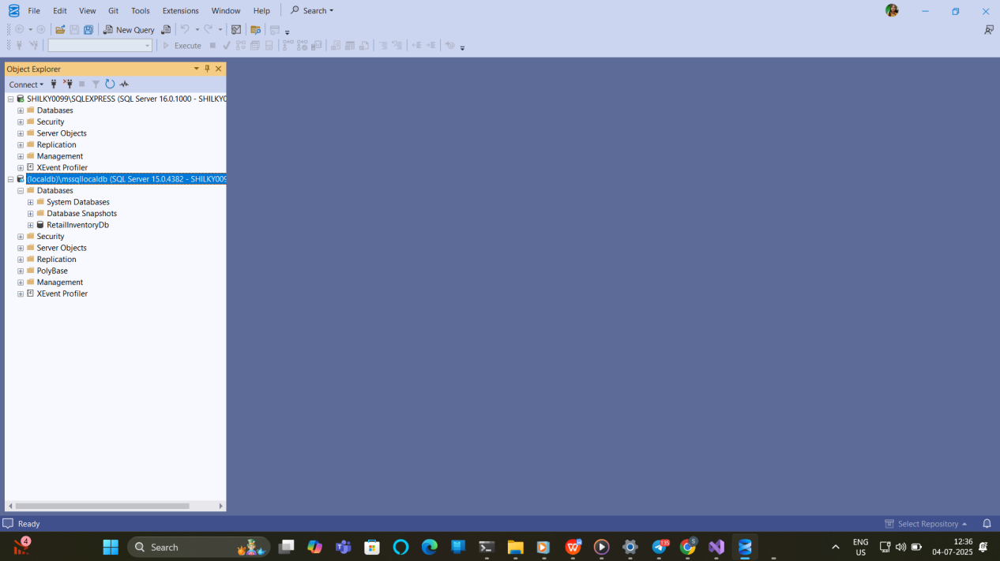 File Edit View Git Tools Extensions Window Help Search
New Query
Execute
Object Explorer
Connect
SHILKY0099\SQLEXPRESS (SQL Server 16.0.1000 - SHILKY0
Databases
Security
Server Objects
Replication
Management
XEvent Profiler
(localdb)\mssqllocaldb (SQL Server 15.0.4382 - SHILKY009
Databases
System Databases
Database Snapshots
RetailInventoryDb
Security
Server Objects
Replication
PolyBase
Management
XEvent Profiler
Ready Select Repository
4 Search 135 S ENG 12:36
US 04-07-2025